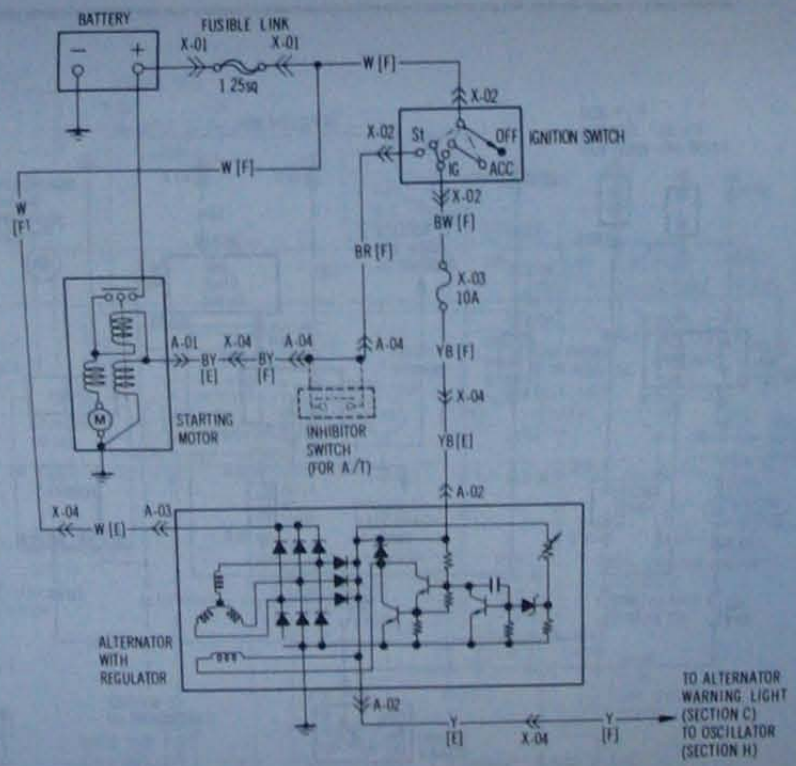 BATTERY
FUSIBLE LINK
X-01 X-01
1 25sq
W [F]
X-02
X-02
St
OFF
IG
ACC
IGNITION SWITCH
W [F]
W
[F]
X-02
BW [F]
BR [F]
X-03
10A
YB [F]
X-04
YB [E]
A-02
A-01
BY
[E]
X-04
BY
[F]
A-04
A-04
M
STARTING
MOTOR
INHIBITOR
SWITCH
(FOR A/T)
X-04
W [E]
A-03
ALTERNATOR
WITH
REGULATOR
A-02
Y
[E]
X-04
Y
[F]
TO ALTERNATOR
WARNING LIGHT
(SECTION C)
TO OSCILLATOR
(SECTION H)